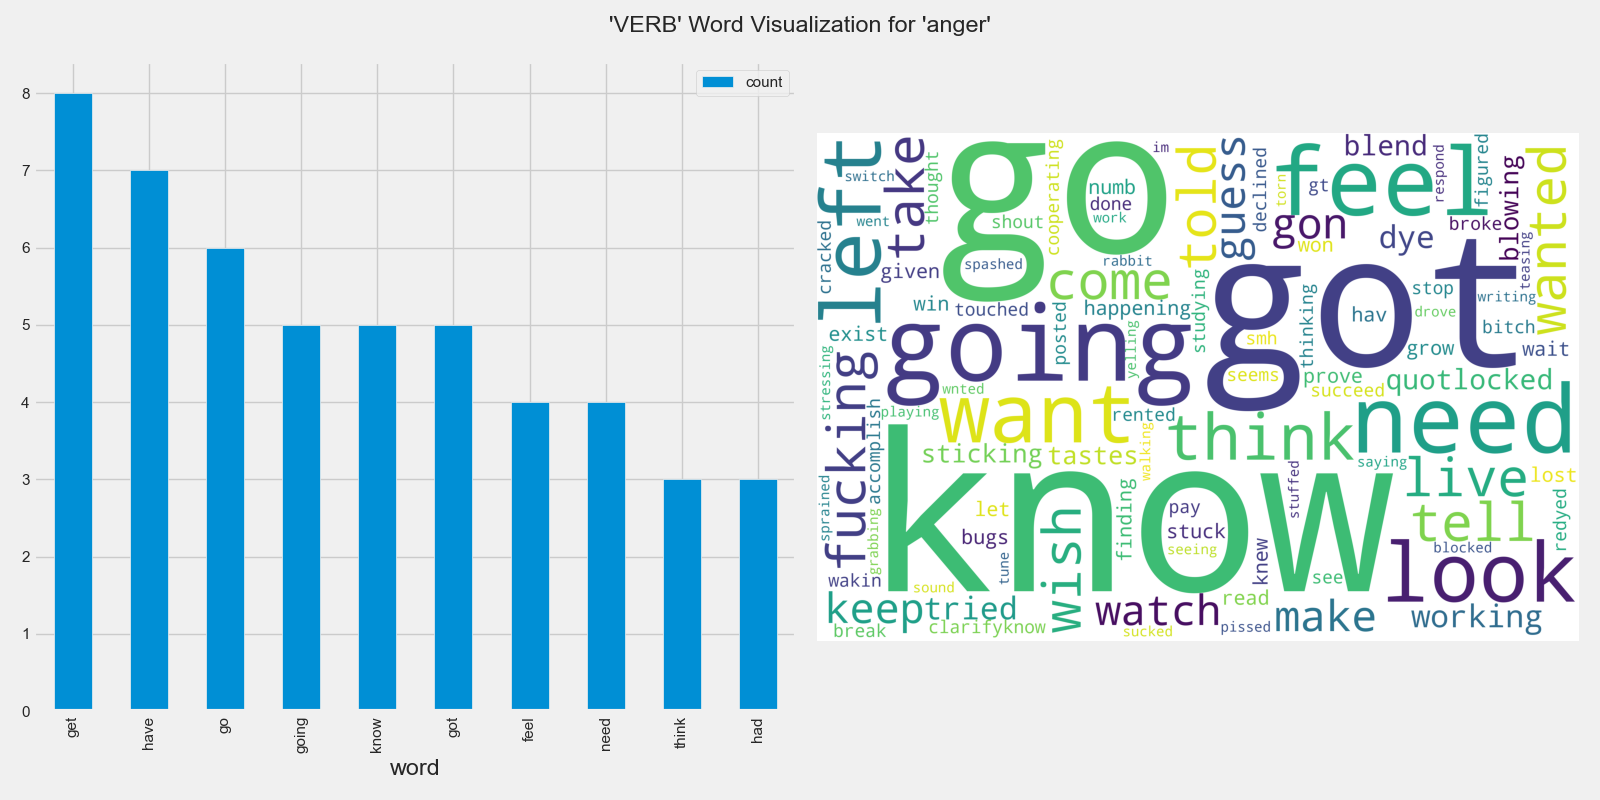 'VERB' Word Visualization for 'anger'
count
8
7
6
5
4
3
2
1
0
get
have
go
going
know
got
feel
need
think
had
word
left
switch
went
cracked
take
thought
given
go
shout
spashed
cooperating
numb
done
work
rabbit
im
told
guess
declined
torn
gt
feel
blend
respond
figured
gon
won
dye
broke
blowing
teasing
wanted
come
win
touched
happening
posted
studying
exist
going
yelling
got
smh
thinking
hav
stop
writing
drove
bitch
grow
wait
seems
prove
succeed
quotlocked
stressing
fucking
accomplish
playing
wnted
want
rented
sticking
tastes
walking
think
need
saying
live
lost
sprained
grabbing
know
let
bugs
tune
wish
finding
pay
stuck
seeing
stuffed
knew
see
tell
redyed
blocked
look
wakin
sound
keep
tried
break
clarifyknow
watch
sucked
read
pissed
make
working